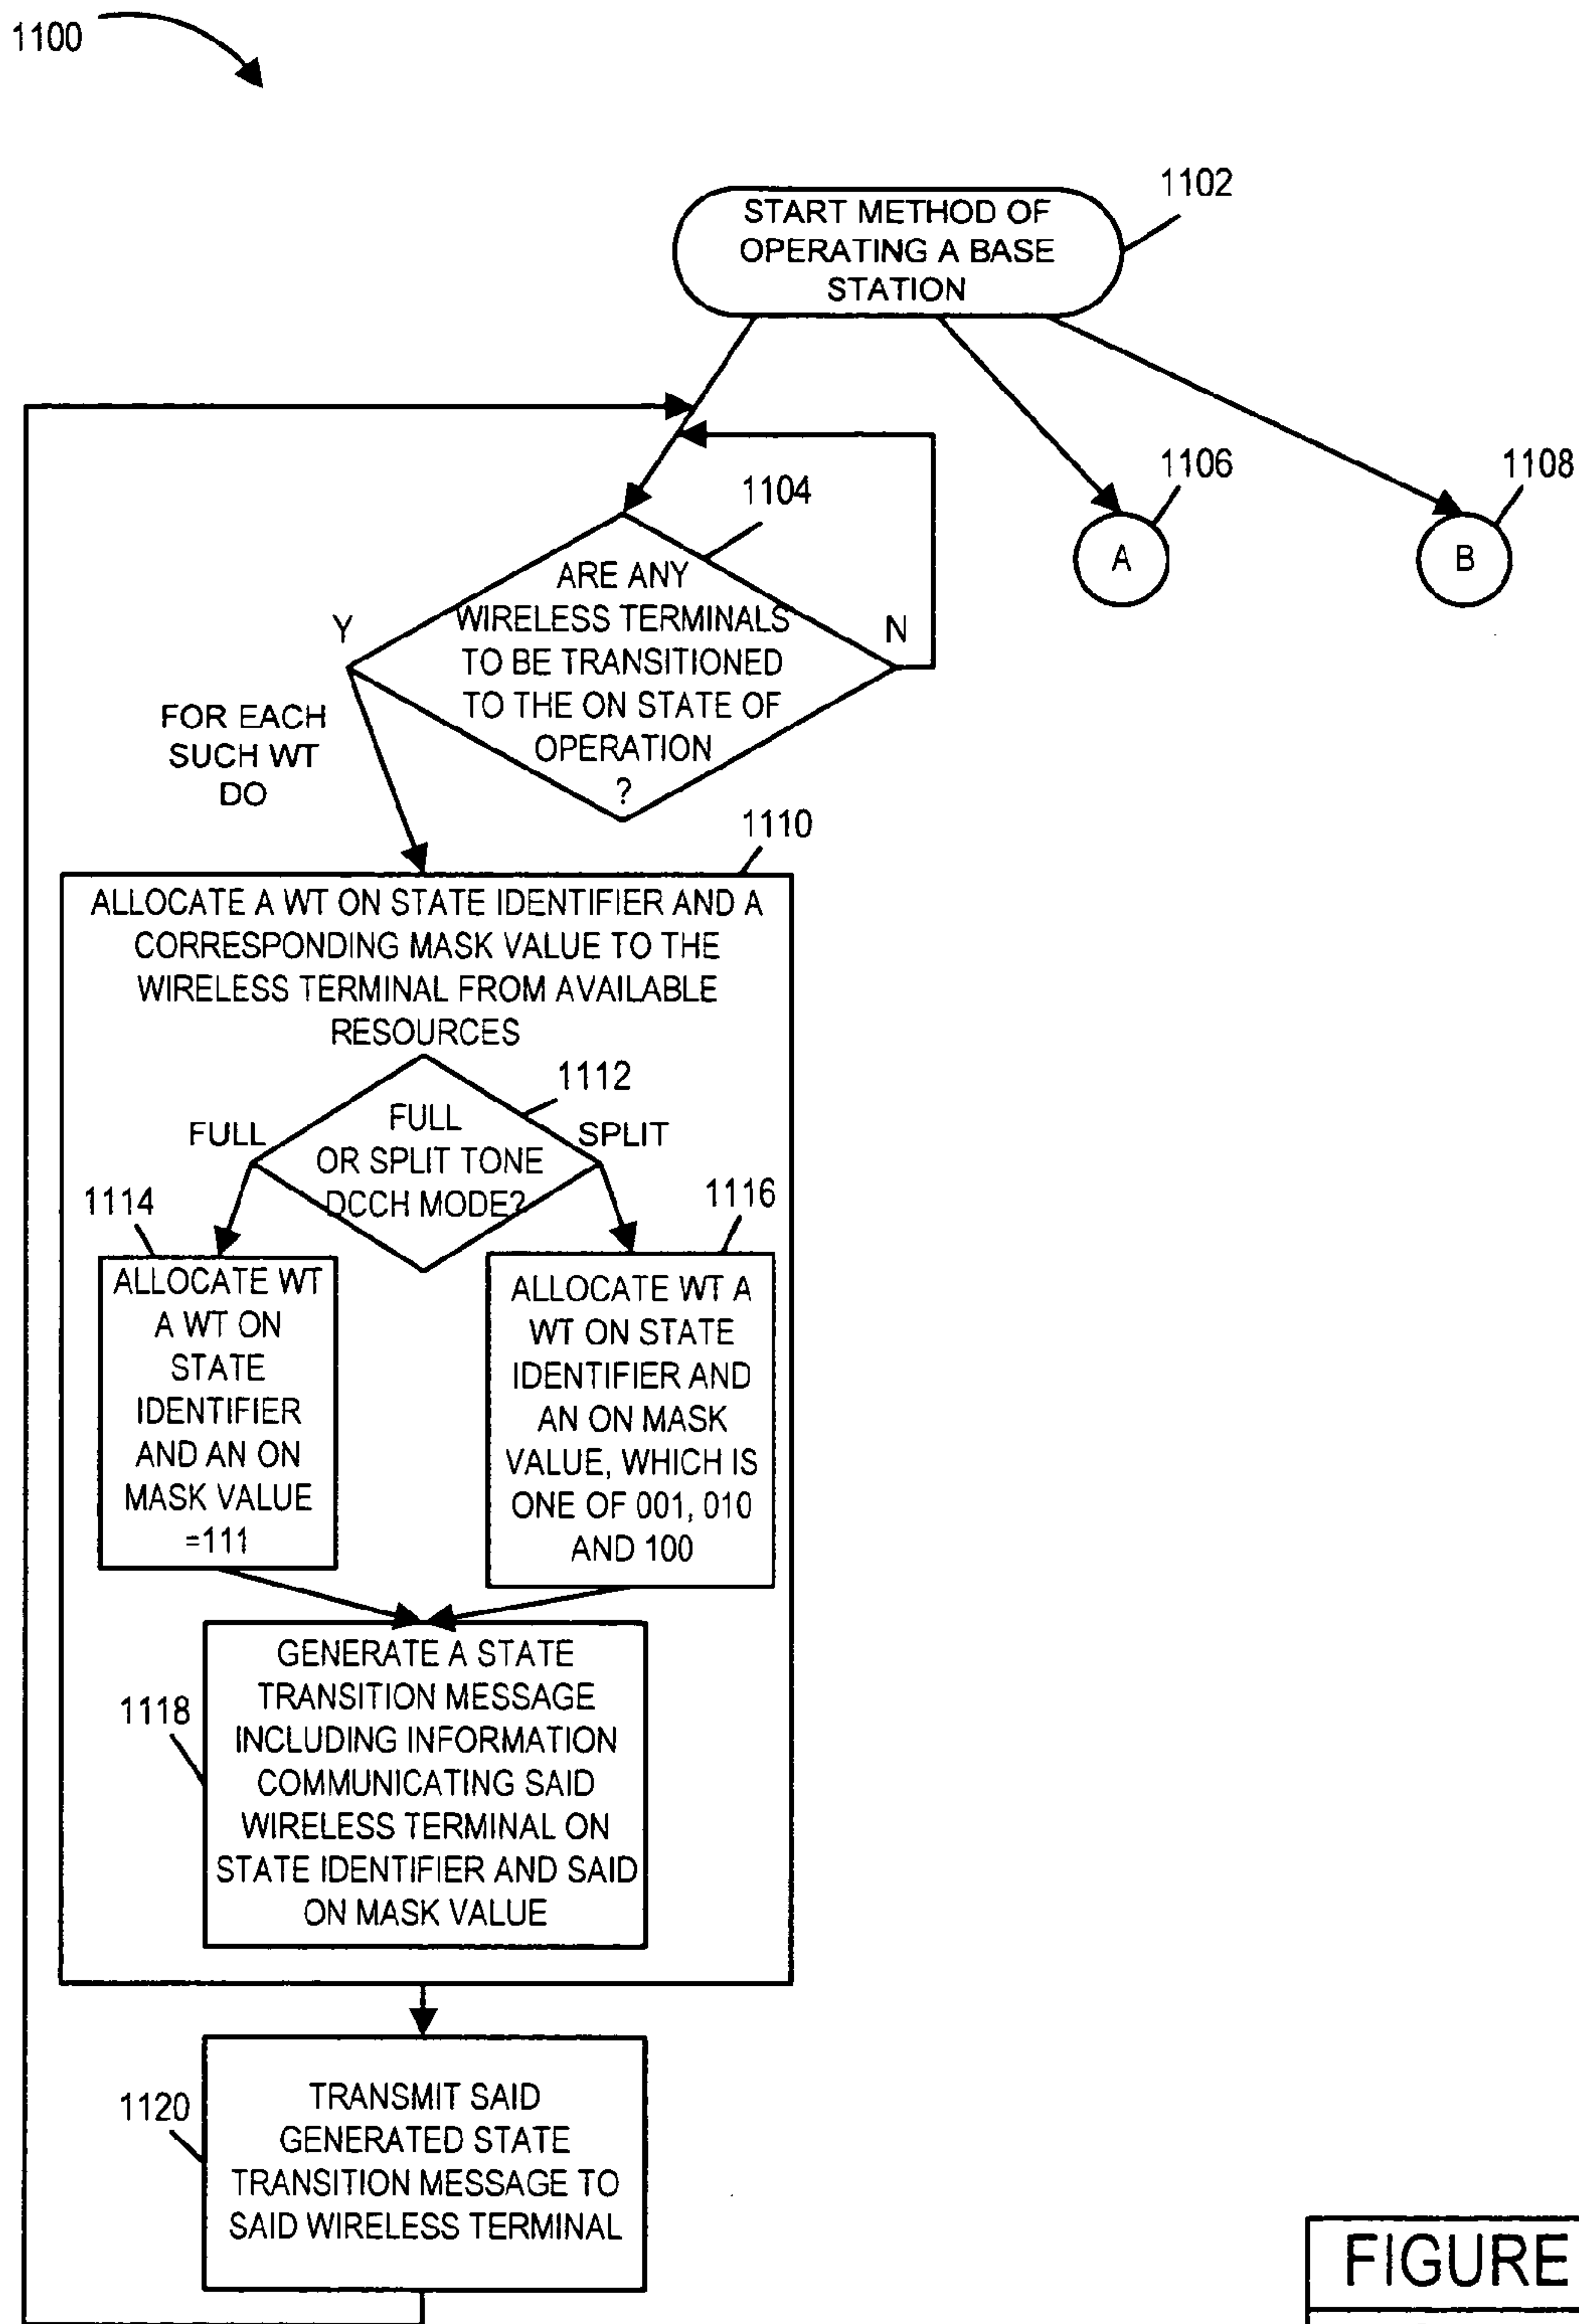 1100
1102
START METHOD OF
OPERATING A BASE
STATION
1106
1108
1104
A
B
ARE ANY
WIRELESS TERMINALS
TO BE TRANSITIONED
TO THE ON STATE OF
OPERATION
?
Y
N
FOR EACH
SUCH WT
DO
1110
ALLOCATE A WT ON STATE IDENTIFIER AND A
CORRESPONDING MASK VALUE TO THE
WIRELESS TERMINAL FROM AVAILABLE
RESOURCES
1112
FULL
FULL
OR SPLIT TONE
DCCH MODE?
SPLIT
1114
1116
ALLOCATE WT
A WT ON
STATE
IDENTIFIER
AND AN ON
MASK VALUE
=111
ALLOCATE WT A
WT ON STATE
IDENTIFIER AND
AN ON MASK
VALUE, WHICH IS
ONE OF 001, 010
AND 100
1118
GENERATE A STATE
TRANSITION MESSAGE
INCLUDING INFORMATION
COMMUNICATING SAID
WIRELESS TERMINAL ON
STATE IDENTIFIER AND SAID
ON MASK VALUE
1120
TRANSMIT SAID
GENERATED STATE
TRANSITION MESSAGE TO
SAID WIRELESS TERMINAL
FIGURE